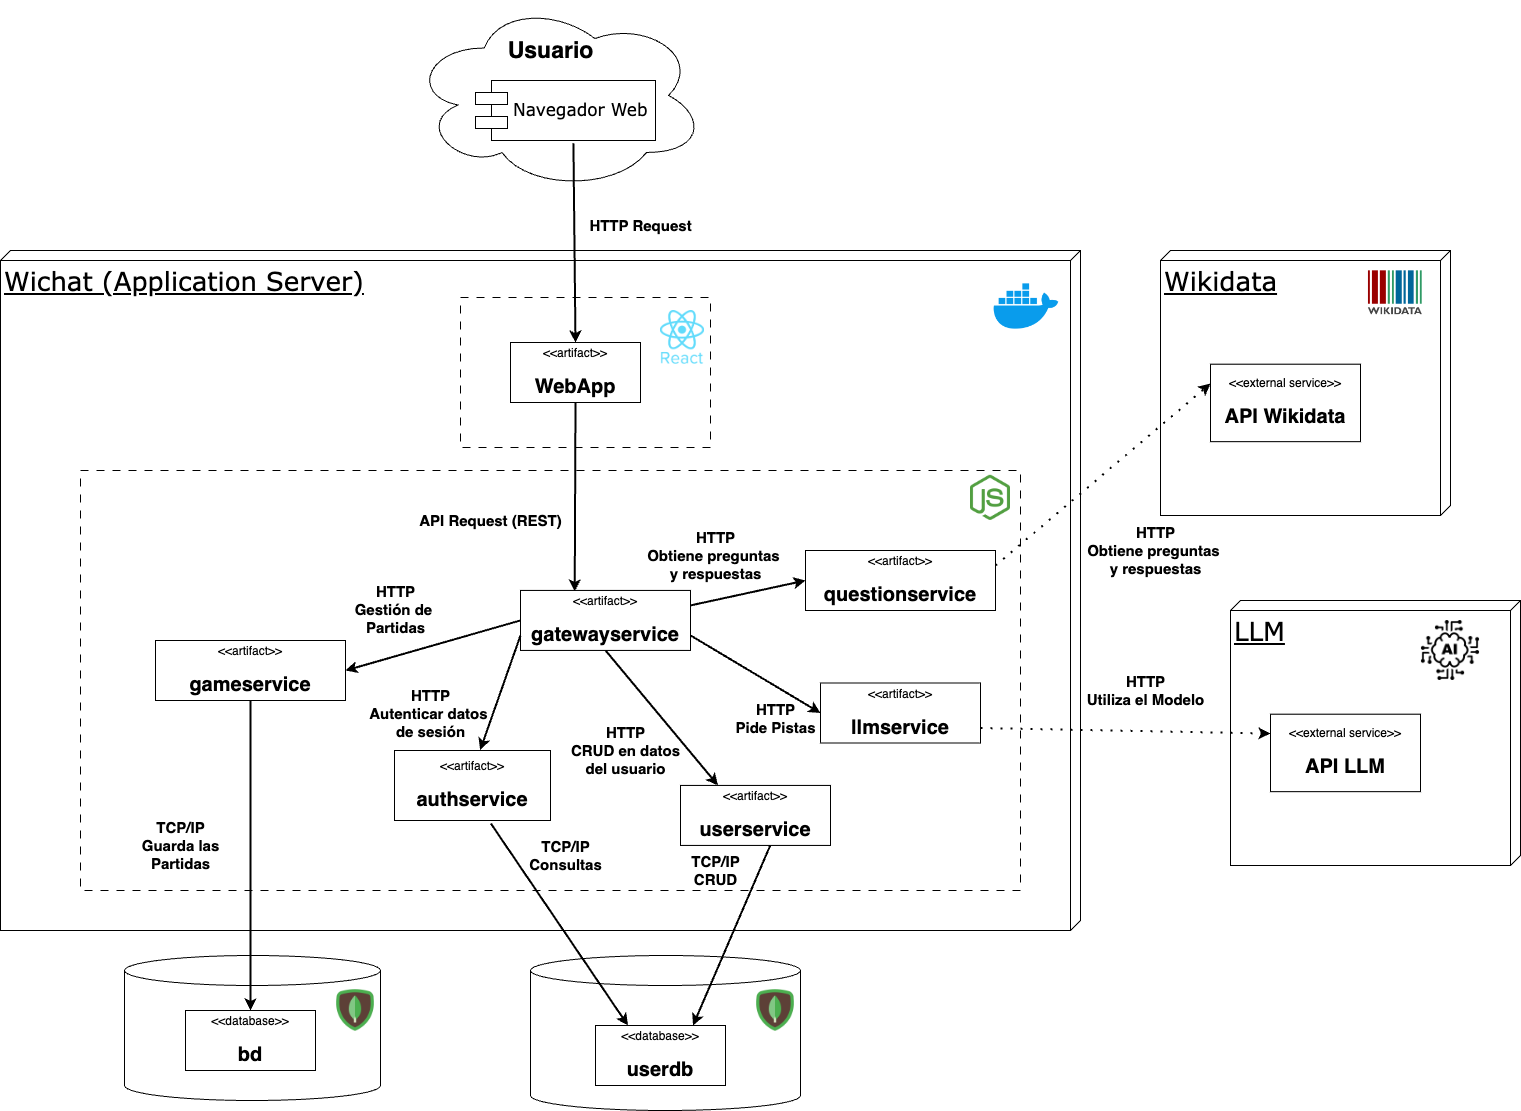 Usuario
Navegador Web
HTTP Request
Wichat (Application Server)
React
<<artifact>>
WebApp
Wikidata
WIKIDATA
<<external service>>
API Wikidata
JS
API Request (REST)
HTTP
Obtiene preguntas
y respuestas
<<artifact>>
questionservice
HTTP
Obtiene preguntas
y respuestas
HTTP
Gestión de
Partidas
<<artifact>>
gatewayservice
<<artifact>>
gameservice
LLM
AI
HTTP
Autenticar datos
de sesión
HTTP
CRUD en datos
del usuario
HTTP
Pide Pistas
<<artifact>>
llmservice
HTTP
Utiliza el Modelo
<<external service>>
API LLM
<<artifact>>
authservice
<<artifact>>
userservice
TCP/IP
Guarda las
Partidas
TCP/IP
Consultas
TCP/IP
CRUD
<<database>>
bd
<<database>>
userdb